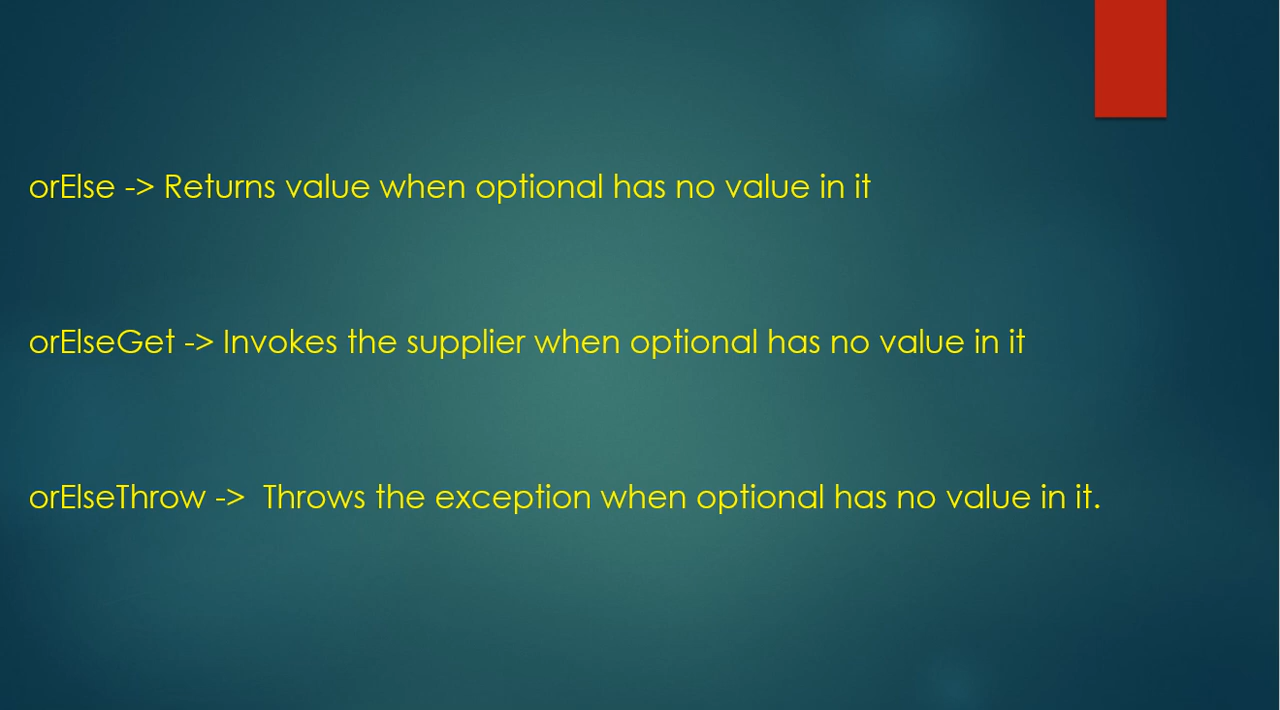 orElse -> Returns value when optional has no value in it
orElseGet -> Invokes the supplier when optional has no value in it
orElseThrow ->  Throws the exception when optional has no value in it.